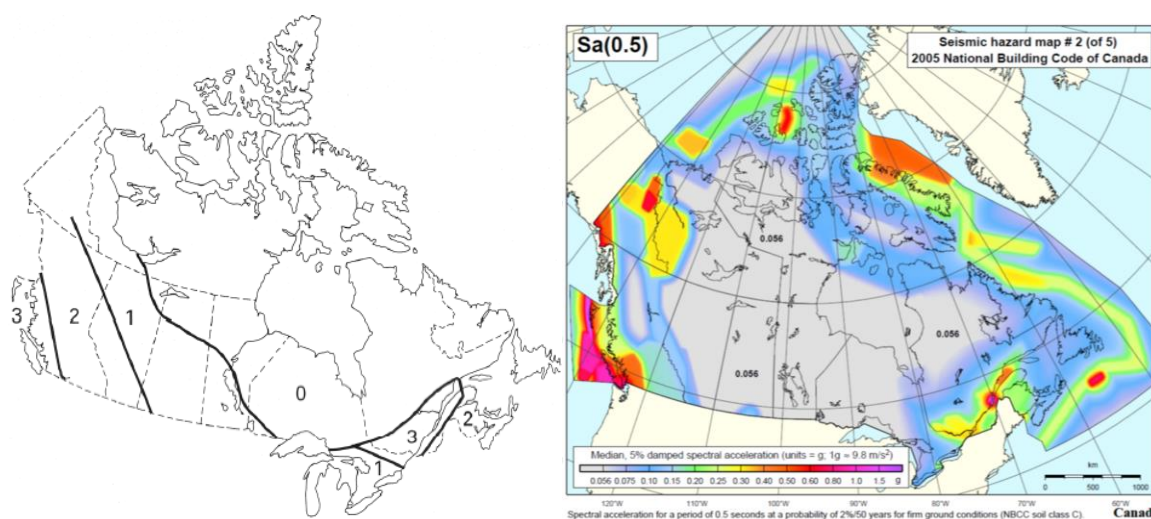 3
2
1
0
3
2
1
Sa(0.5)
Seismic hazard map # 2 (of 5)
2005 National Building Code of Canada
0.056
0.056
0.056
Median, 5% damped spectral acceleration (units = g; 1g = 9.8 m/s²)
0.056 0.075 0.10 0.15 0.20 0.25 0.30 0.40 0.50 0.60 0.80 1.0 1.5 g
km
0 500 1000
120°W 110°W 100°W 90°W 80°W 70°W 60°W
Spectral acceleration for a period of 0.5 seconds at a probability of 2%/50 years for firm ground conditions (NBCC soil class C).